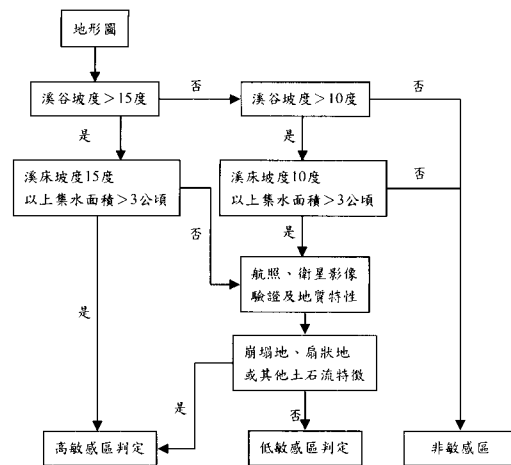 地形圖
溪谷坡度＞15度
否
溪谷坡度＞10度
否
是
是
溪床坡度15度
以上集水面積＞3公頃
溪床坡度10度
以上集水面積＞3公頃
否
否
是
航照、衛星影像
驗證及地質特性
是
崩塌地、扇狀地
或其他土石流特徵
是
否
高敏感區判定
低敏感區判定
非敏感區